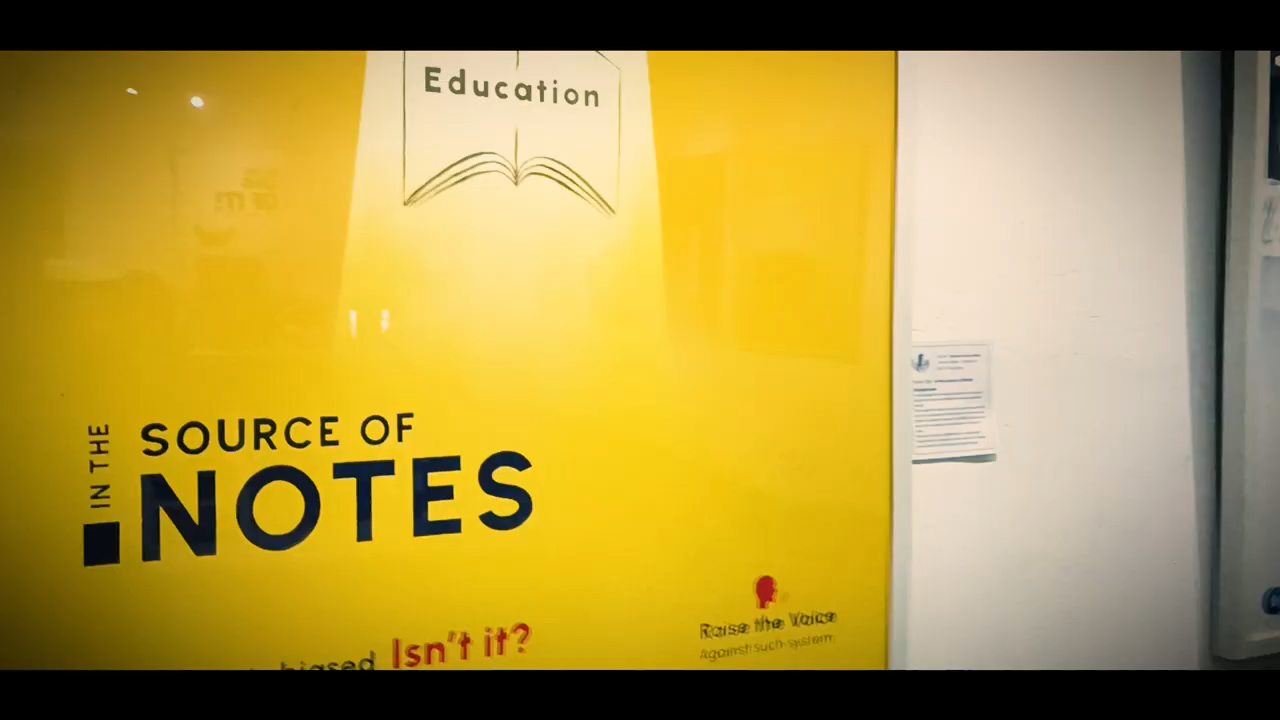 Education
IN THE
SOURCE OF
NOTES
biased Isn't it?
Raise the Voice
Against such system